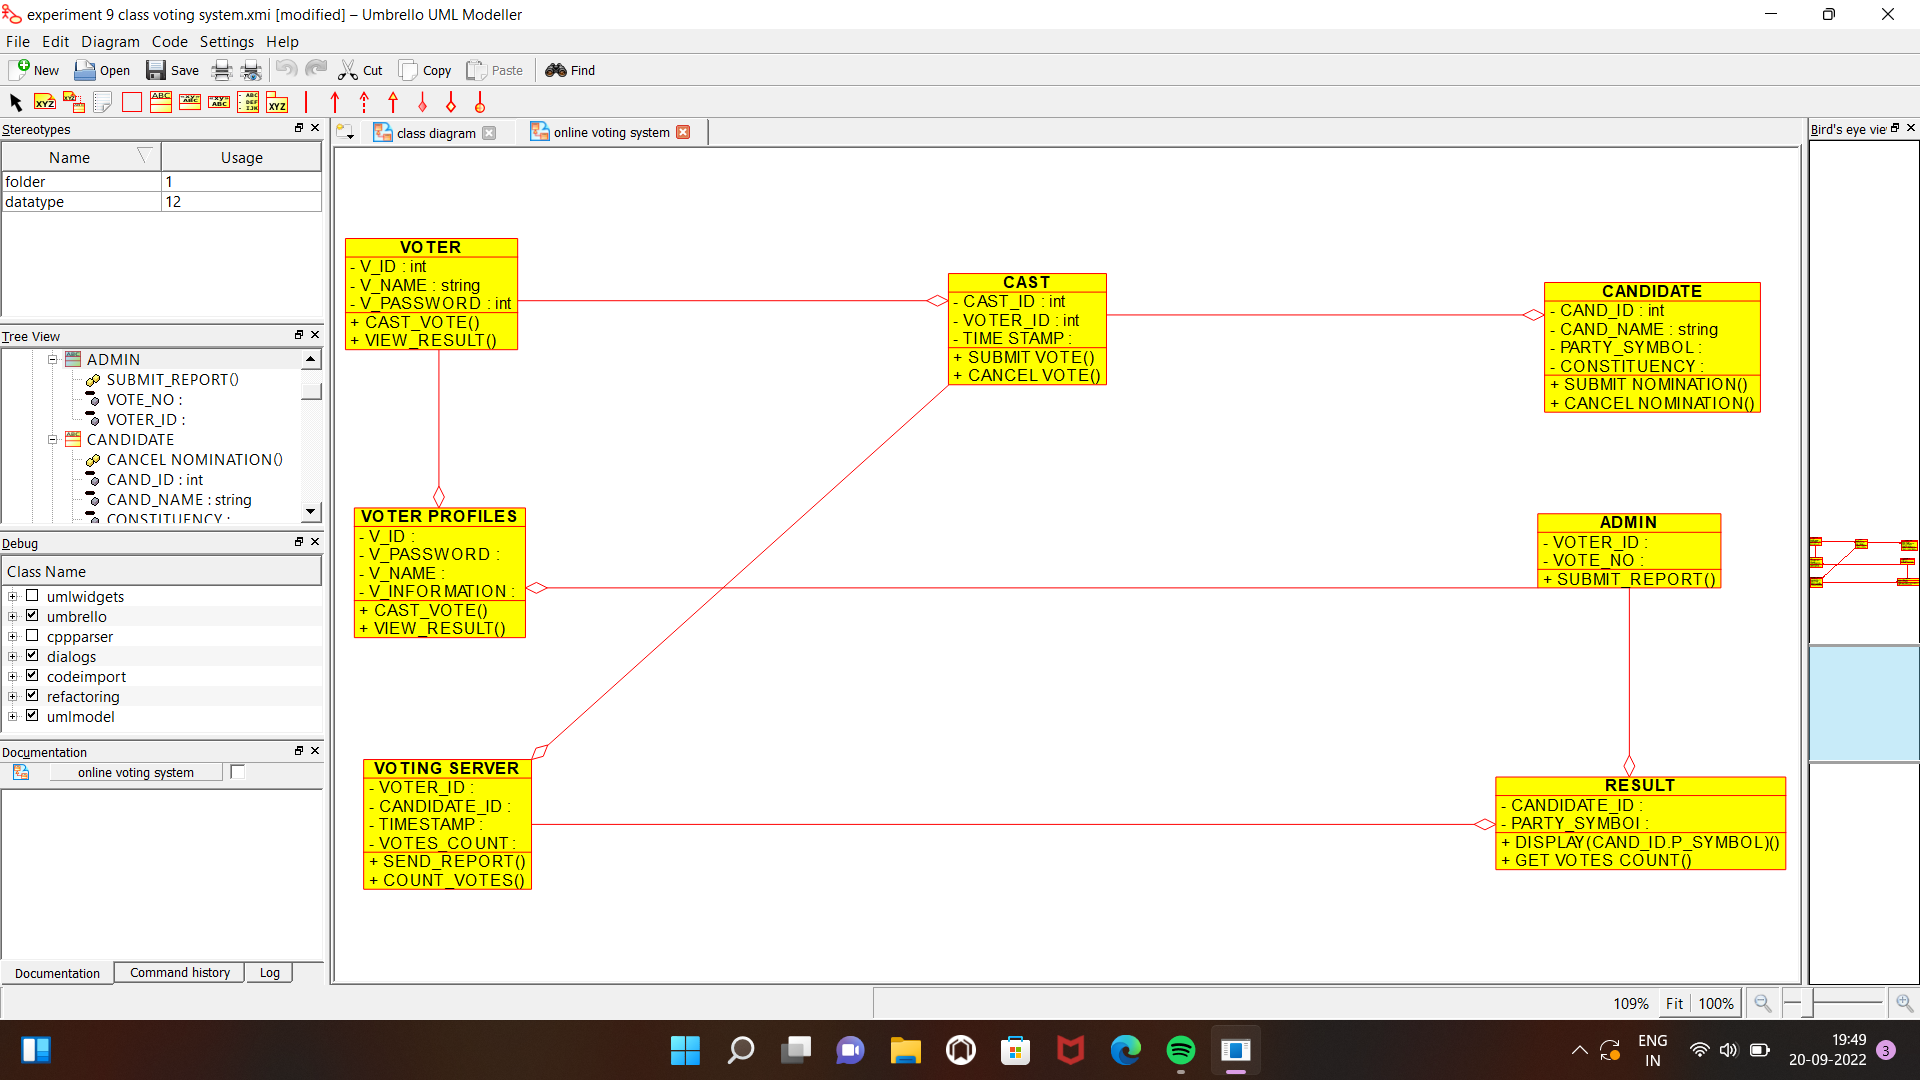 experiment 9 class voting system.xmi [modified] – Umbrello UML Modeller
File Edit Diagram Code Settings Help
New Open Save Cut Copy Paste Find
Stereotypes
Name Usage
folder 1
datatype 12
Tree View
ADMIN
SUBMIT_REPORT()
VOTE_NO :
VOTER_ID :
CANDIDATE
CANCEL NOMINATION()
CAND_ID : int
CAND_NAME : string
CONSTITUENCY :
Debug
Class Name
umlwidgets
umbrello
cppparser
dialogs
codeimport
refactoring
umlmodel
Documentation
online voting system
Documentation Command history Log
class diagram online voting system
VOTER
- V_ID : int
- V_NAME : string
- V_PASSWORD : int
+ CAST_VOTE()
+ VIEW_RESULT()
CAST
- CAST_ID : int
- VOTER_ID : int
- TIME STAMP :
+ SUBMIT VOTE()
+ CANCEL VOTE()
CANDIDATE
- CAND_ID : int
- CAND_NAME : string
- PARTY_SYMBOL :
- CONSTITUENCY :
+ SUBMIT NOMINATION()
+ CANCEL NOMINATION()
VOTER PROFILES
- V_ID :
- V_PASSWORD :
- V_NAME :
- V_INFORMATION :
+ CAST_VOTE()
+ VIEW_RESULT()
ADMIN
- VOTER_ID :
- VOTE_NO :
+ SUBMIT_REPORT()
VOTING SERVER
- VOTER_ID :
- CANDIDATE_ID :
- TIMESTAMP :
- VOTES_COUNT :
+ SEND_REPORT()
+ COUNT_VOTES()
RESULT
- CANDIDATE_ID :
- PARTY_SYMBOl :
+ DISPLAY(CAND_ID.P_SYMBOL)()
+ GET VOTES COUNT()
Bird's eye vie
109% Fit 100%
ENG
IN
19:49
20-09-2022
3